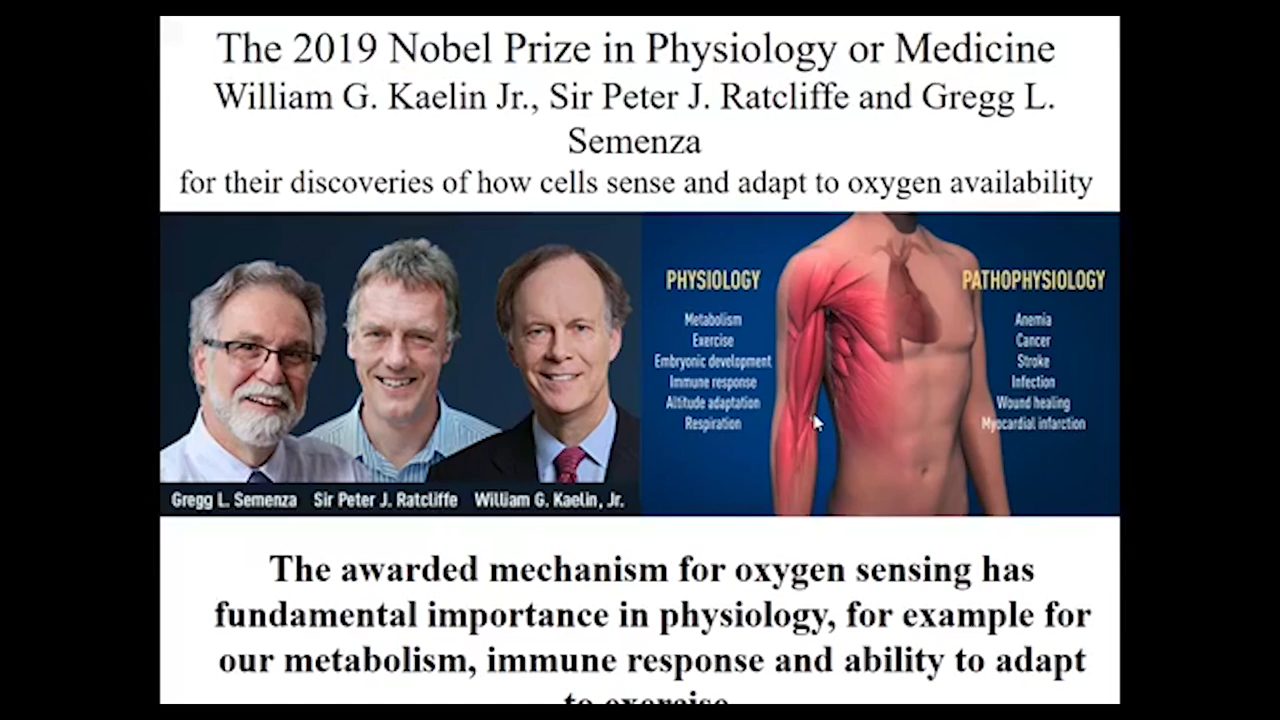 The 2019 Nobel Prize in Physiology or Medicine
William G. Kaelin Jr., Sir Peter J. Ratcliffe and Gregg L.
Semenza
for their discoveries of how cells sense and adapt to oxygen availability
Gregg L. Semenza
Sir Peter J. Ratcliffe
William G. Kaelin, Jr.
PHYSIOLOGY
Metabolism
Exercise
Embryonic development
Immune response
Altitude adaptation
Respiration
PATHOPHYSIOLOGY
Anemia
Cancer
Stroke
Infection
Wound healing
Myocardial infarction
The awarded mechanism for oxygen sensing has
fundamental importance in physiology, for example for
our metabolism, immune response and ability to adapt
to exercise